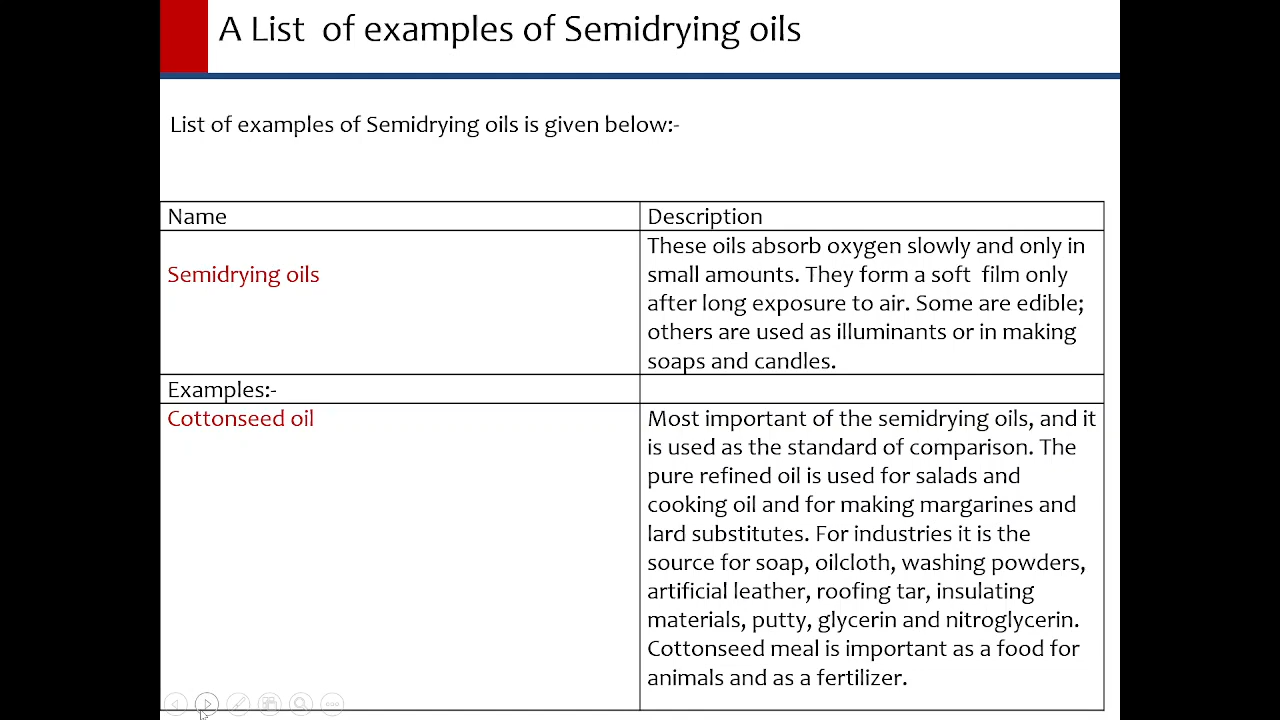 A List of examples of Semidrying oils
List of examples of Semidrying oils is given below:-
Name
Description
Semidrying oils
These oils absorb oxygen slowly and only in
small amounts. They form a soft film only
after long exposure to air. Some are edible;
others are used as illuminants or in making
soaps and candles.
Examples:-
Cottonseed oil
Most important of the semidrying oils, and it
is used as the standard of comparison. The
pure refined oil is used for salads and
cooking oil and for making margarines and
lard substitutes. For industries it is the
source for soap, oilcloth, washing powders,
artificial leather, roofing tar, insulating
materials, putty, glycerin and nitroglycerin.
Cottonseed meal is important as a food for
animals and as a fertilizer.